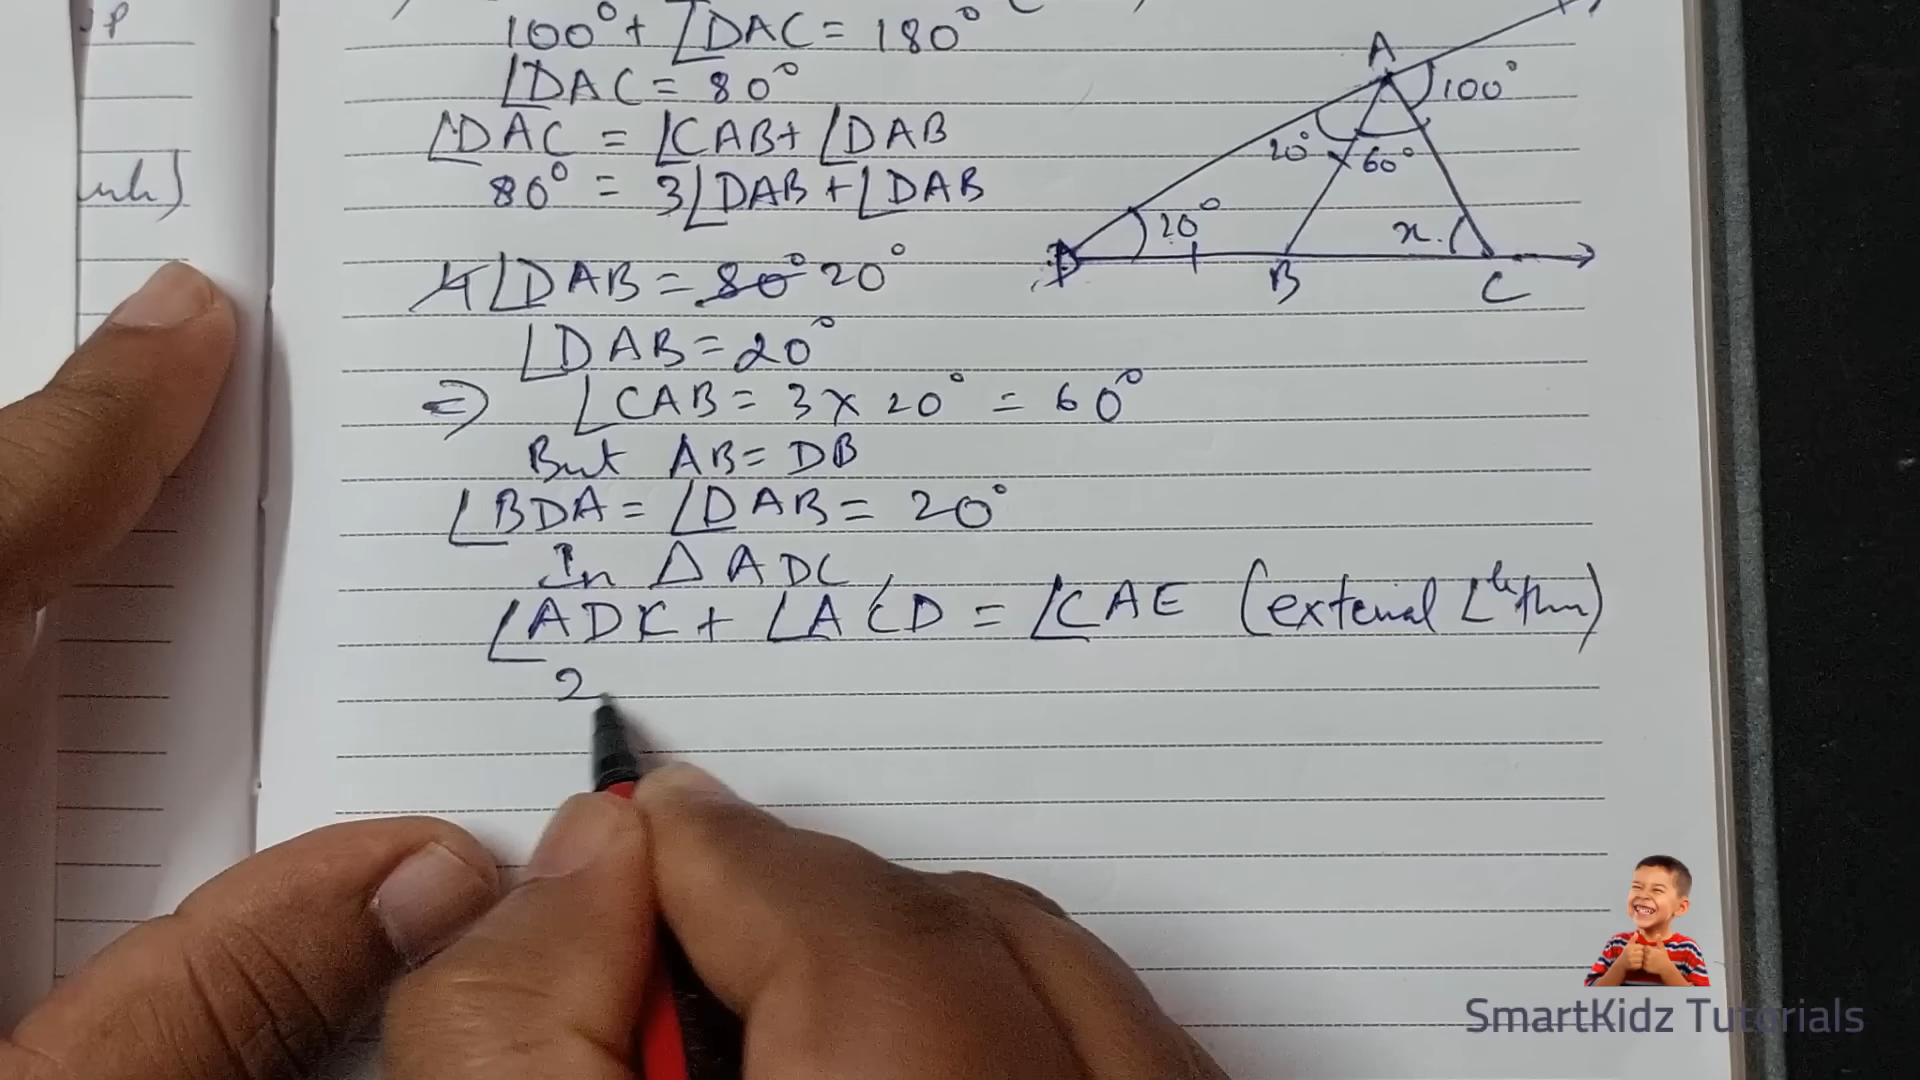 P
100° + ∠DAC = 180°
∠DAC = 80°
∠DAC = ∠CAB + ∠DAB
80° = 3∠DAB + ∠DAB
4∠DAB = 80° 20°
∠DAB = 20°
⇒ ∠CAB = 3 × 20° = 60°
But AB = DB
∠BDA = ∠DAB = 20°
In △ADC
∠ADC + ∠ACD = ∠CAE (external ∠le thm)
2
A
100°
20°
60°
20°
x
D
B
C
SmartKidz Tutorials